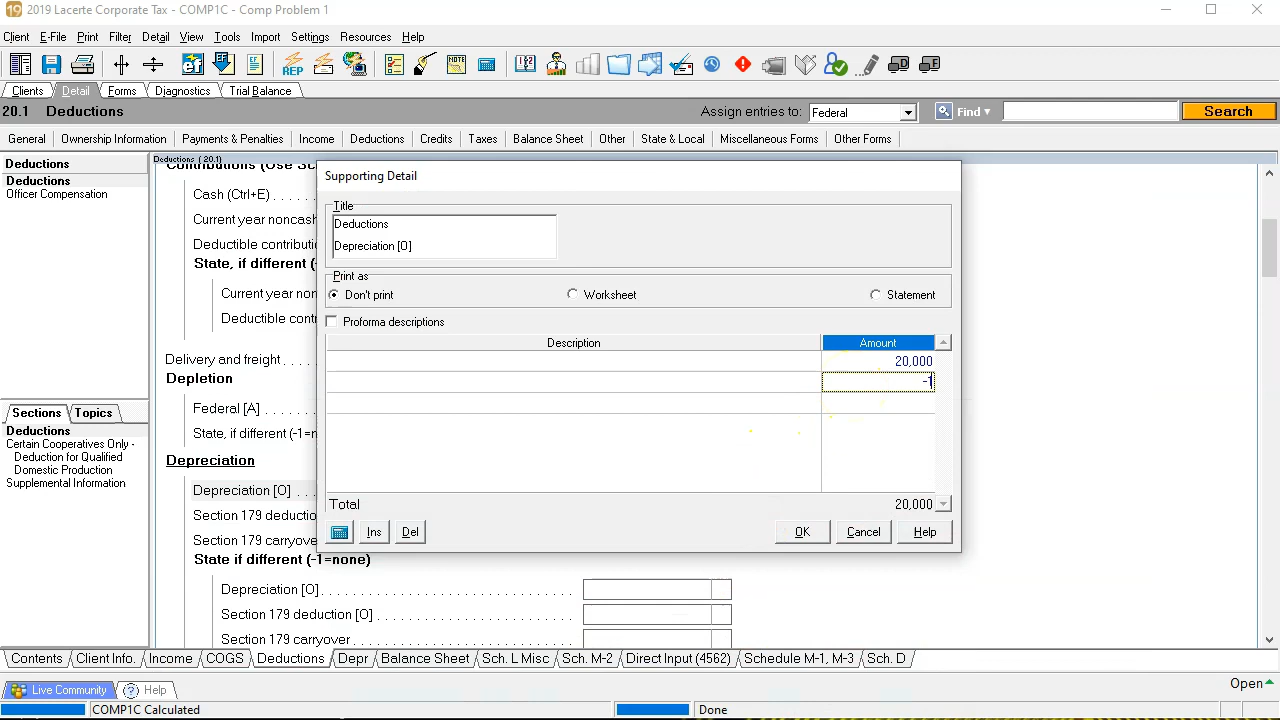 2019 Lacerte Corporate Tax - COMP1C - Comp Problem 1
Client E-File Print Filter Detail View Tools Import Settings Resources Help
Clients Detail Forms Diagnostics Trial Balance
20.1 Deductions Assign entries to: Federal Find Search
General Ownership Information Payments & Penalties Income Deductions Credits Taxes Balance Sheet Other State & Local Miscellaneous Forms Other Forms
Deductions
Deductions
Officer Compensation
Sections Topics
Deductions
Certain Cooperatives Only -
Deduction for Qualified
Domestic Production
Supplemental Information
Deductions (20.1)
Contributions (Use Sc
Cash (Ctrl+E) . . . .
Current year noncash
Deductible contributio
State, if different (-
Current year non
Deductible contr
Delivery and freight . . . .
Depletion
Federal [A] . . . . . .
State, if different (-1=n
Depreciation
Depreciation [O] . . .
Section 179 deductio
Section 179 carryove
State if different (-1=none)
Depreciation [O] . . . . . . . . . . . . . . . . . . . . . . . . . . . .
Section 179 deduction [O] . . . . . . . . . . . . . . . . . . . . . .
Section 179 carryover . . . . . . . . . . . . . . . . . . . . . . . .
Supporting Detail
Title
Deductions
Depreciation [O]
Print as
Don't print Worksheet Statement
Proforma descriptions
Description Amount
20,000
-1
Total 20,000
Ins Del OK Cancel Help
Contents Client Info. Income COGS Deductions Depr Balance Sheet Sch. L Misc Sch. M-2 Direct Input (4562) Schedule M-1, M-3 Sch. D
Live Community Help Open
COMP1C Calculated Done